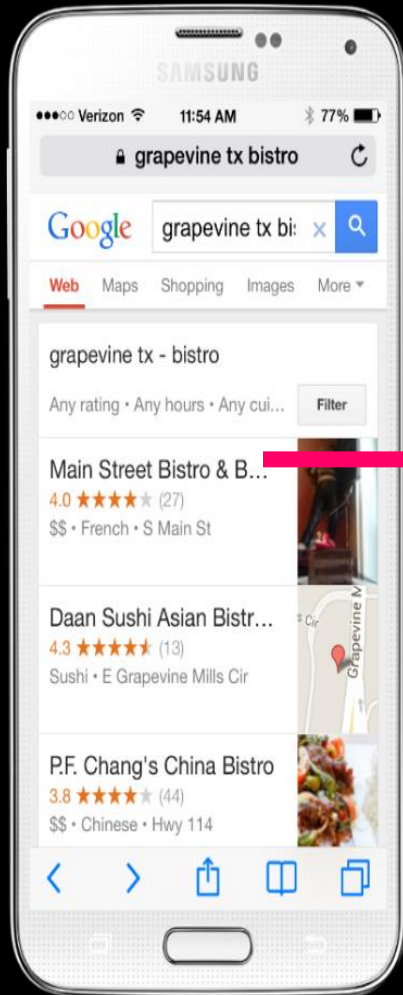 SAMSUNG
Verizon 11:54 AM 77%
grapevine tx bistro
Google grapevine tx bi
Web Maps Shopping Images More
grapevine tx - bistro
Any rating • Any hours • Any cui... Filter
Main Street Bistro & B...
4.0 ★★★★★ (27)
$$ • French • S Main St
Daan Sushi Asian Bistr...
4.3 ★★★★★ (13)
Sushi • E Grapevine Mills Cir
s Cir
Grapevine M
P.F. Chang's China Bistro
3.8 ★★★★★ (44)
$$ • Chinese • Hwy 114